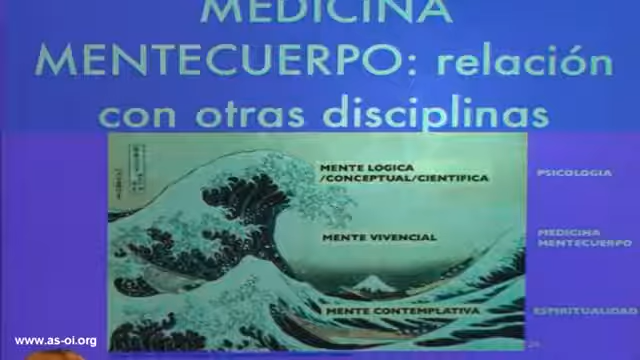 MEDICINA
MENTECUERPO: relación
con otras disciplinas
MENTE LOGICA
/CONCEPTUAL/CIENTIFICA
PSICOLOGIA
MENTE VIVENCIAL
MEDICINA
MENTECUERPO
MENTE CONTEMPLATIVA
ESPIRITUALIDAD
www.as-oi.org